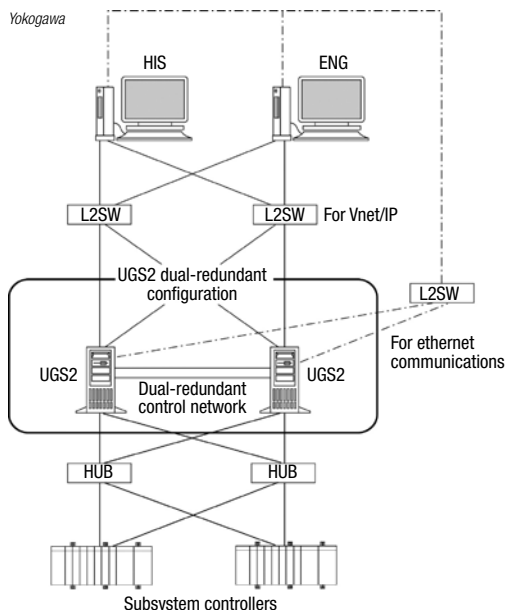 Yokogawa
HIS
ENG
L2SW
L2SW
For Vnet/IP
UGS2 dual-redundant
configuration
L2SW
For ethernet
communications
UGS2
UGS2
Dual-redundant
control network
HUB
HUB
Subsystem controllers